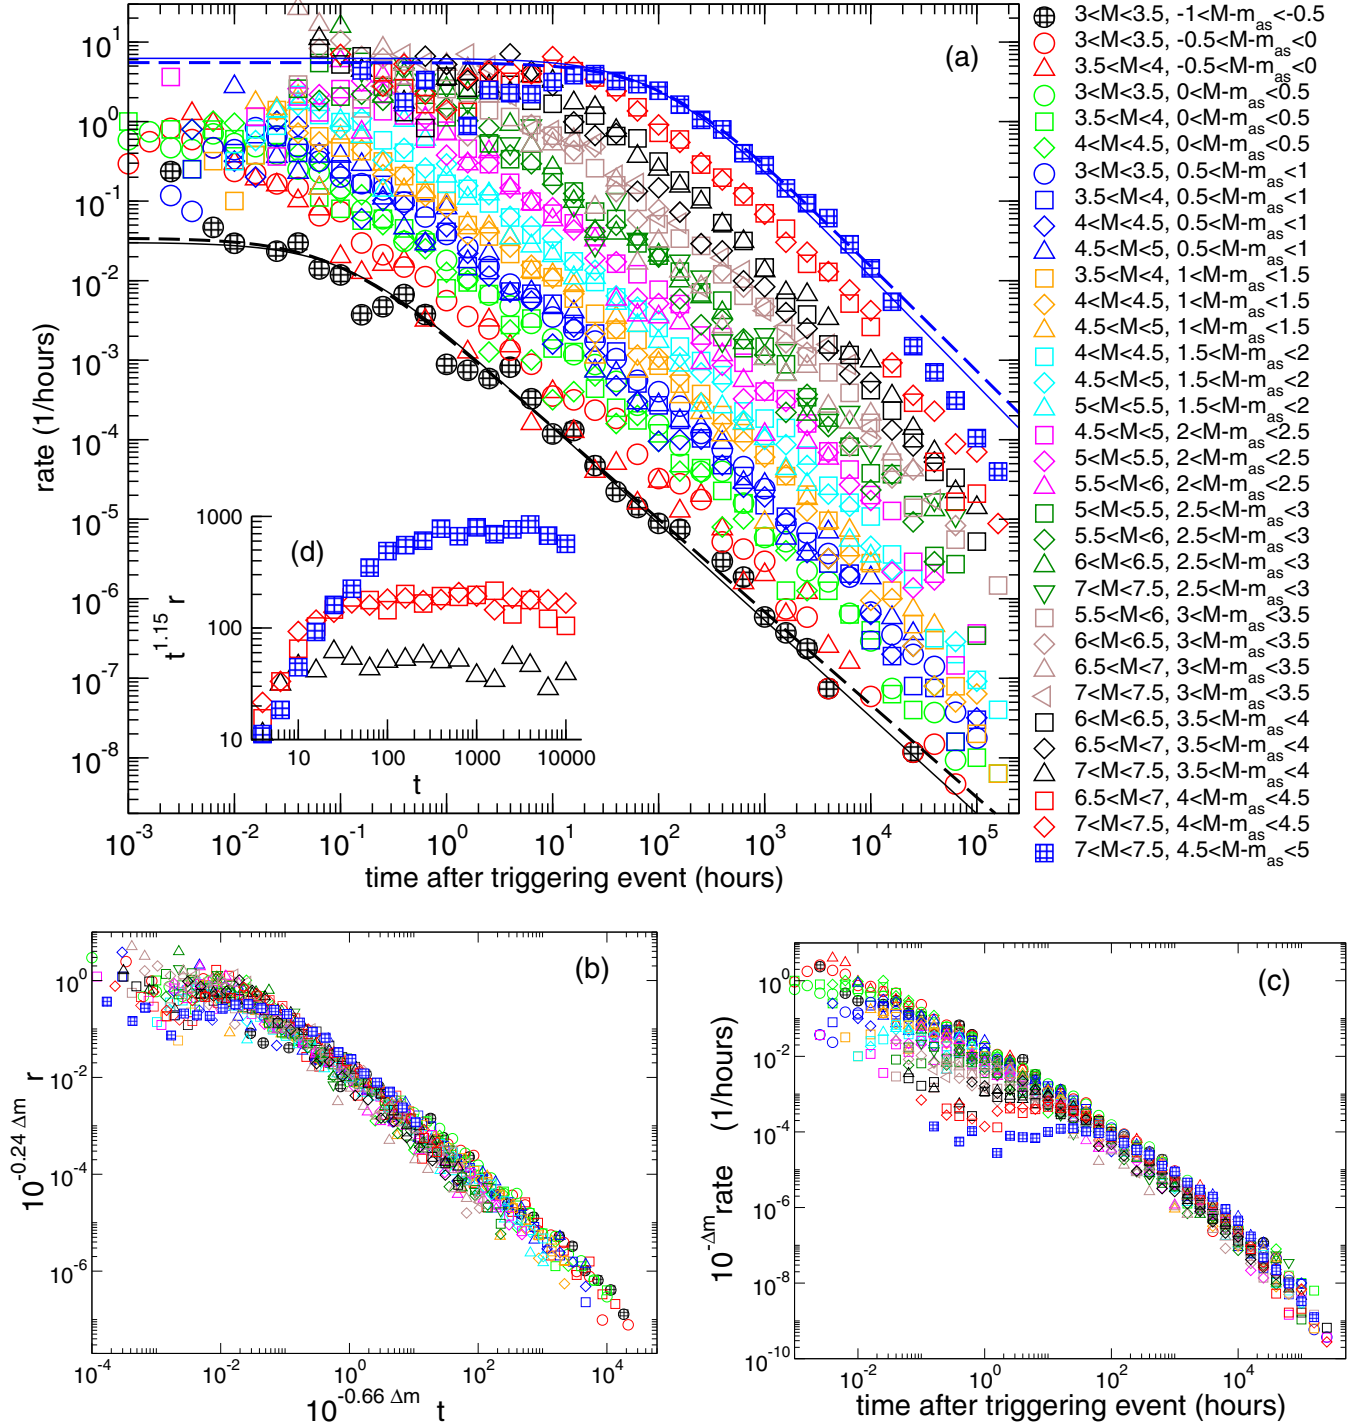 (a)
10^1
10^0
10^-1
10^-2
10^-3
10^-4
10^-5
10^-6
10^-7
10^-8
rate (1/hours)
10^-3 10^-2 10^-1 10^0 10^1 10^2 10^3 10^4 10^5
time after triggering event (hours)
(d)
1000
100
10
t^1.15 r
10 100 1000 10000
t
3<M<3.5, -1<M-m_as<-0.5
3<M<3.5, -0.5<M-m_as<0
3.5<M<4, -0.5<M-m_as<0
3<M<3.5, 0<M-m_as<0.5
3.5<M<4, 0<M-m_as<0.5
4<M<4.5, 0<M-m_as<0.5
3<M<3.5, 0.5<M-m_as<1
3.5<M<4, 0.5<M-m_as<1
4<M<4.5, 0.5<M-m_as<1
4.5<M<5, 0.5<M-m_as<1
3.5<M<4, 1<M-m_as<1.5
4<M<4.5, 1<M-m_as<1.5
4.5<M<5, 1<M-m_as<1.5
4<M<4.5, 1.5<M-m_as<2
4.5<M<5, 1.5<M-m_as<2
5<M<5.5, 1.5<M-m_as<2
4.5<M<5, 2<M-m_as<2.5
5<M<5.5, 2<M-m_as<2.5
5.5<M<6, 2<M-m_as<2.5
5<M<5.5, 2.5<M-m_as<3
5.5<M<6, 2.5<M-m_as<3
6<M<6.5, 2.5<M-m_as<3
7<M<7.5, 2.5<M-m_as<3
5.5<M<6, 3<M-m_as<3.5
6<M<6.5, 3<M-m_as<3.5
6.5<M<7, 3<M-m_as<3.5
7<M<7.5, 3<M-m_as<3.5
6<M<6.5, 3.5<M-m_as<4
6.5<M<7, 3.5<M-m_as<4
7<M<7.5, 3.5<M-m_as<4
6.5<M<7, 4<M-m_as<4.5
7<M<7.5, 4<M-m_as<4.5
7<M<7.5, 4.5<M-m_as<5
(b)
10^0
10^-2
10^-4
10^-6
10^-0.24 Δm r
10^-4 10^-2 10^0 10^2 10^4
10^-0.66 Δm t
(c)
10^0
10^-2
10^-4
10^-6
10^-8
10^-10
10^-Δm rate (1/hours)
10^-2 10^0 10^2 10^4
time after triggering event (hours)